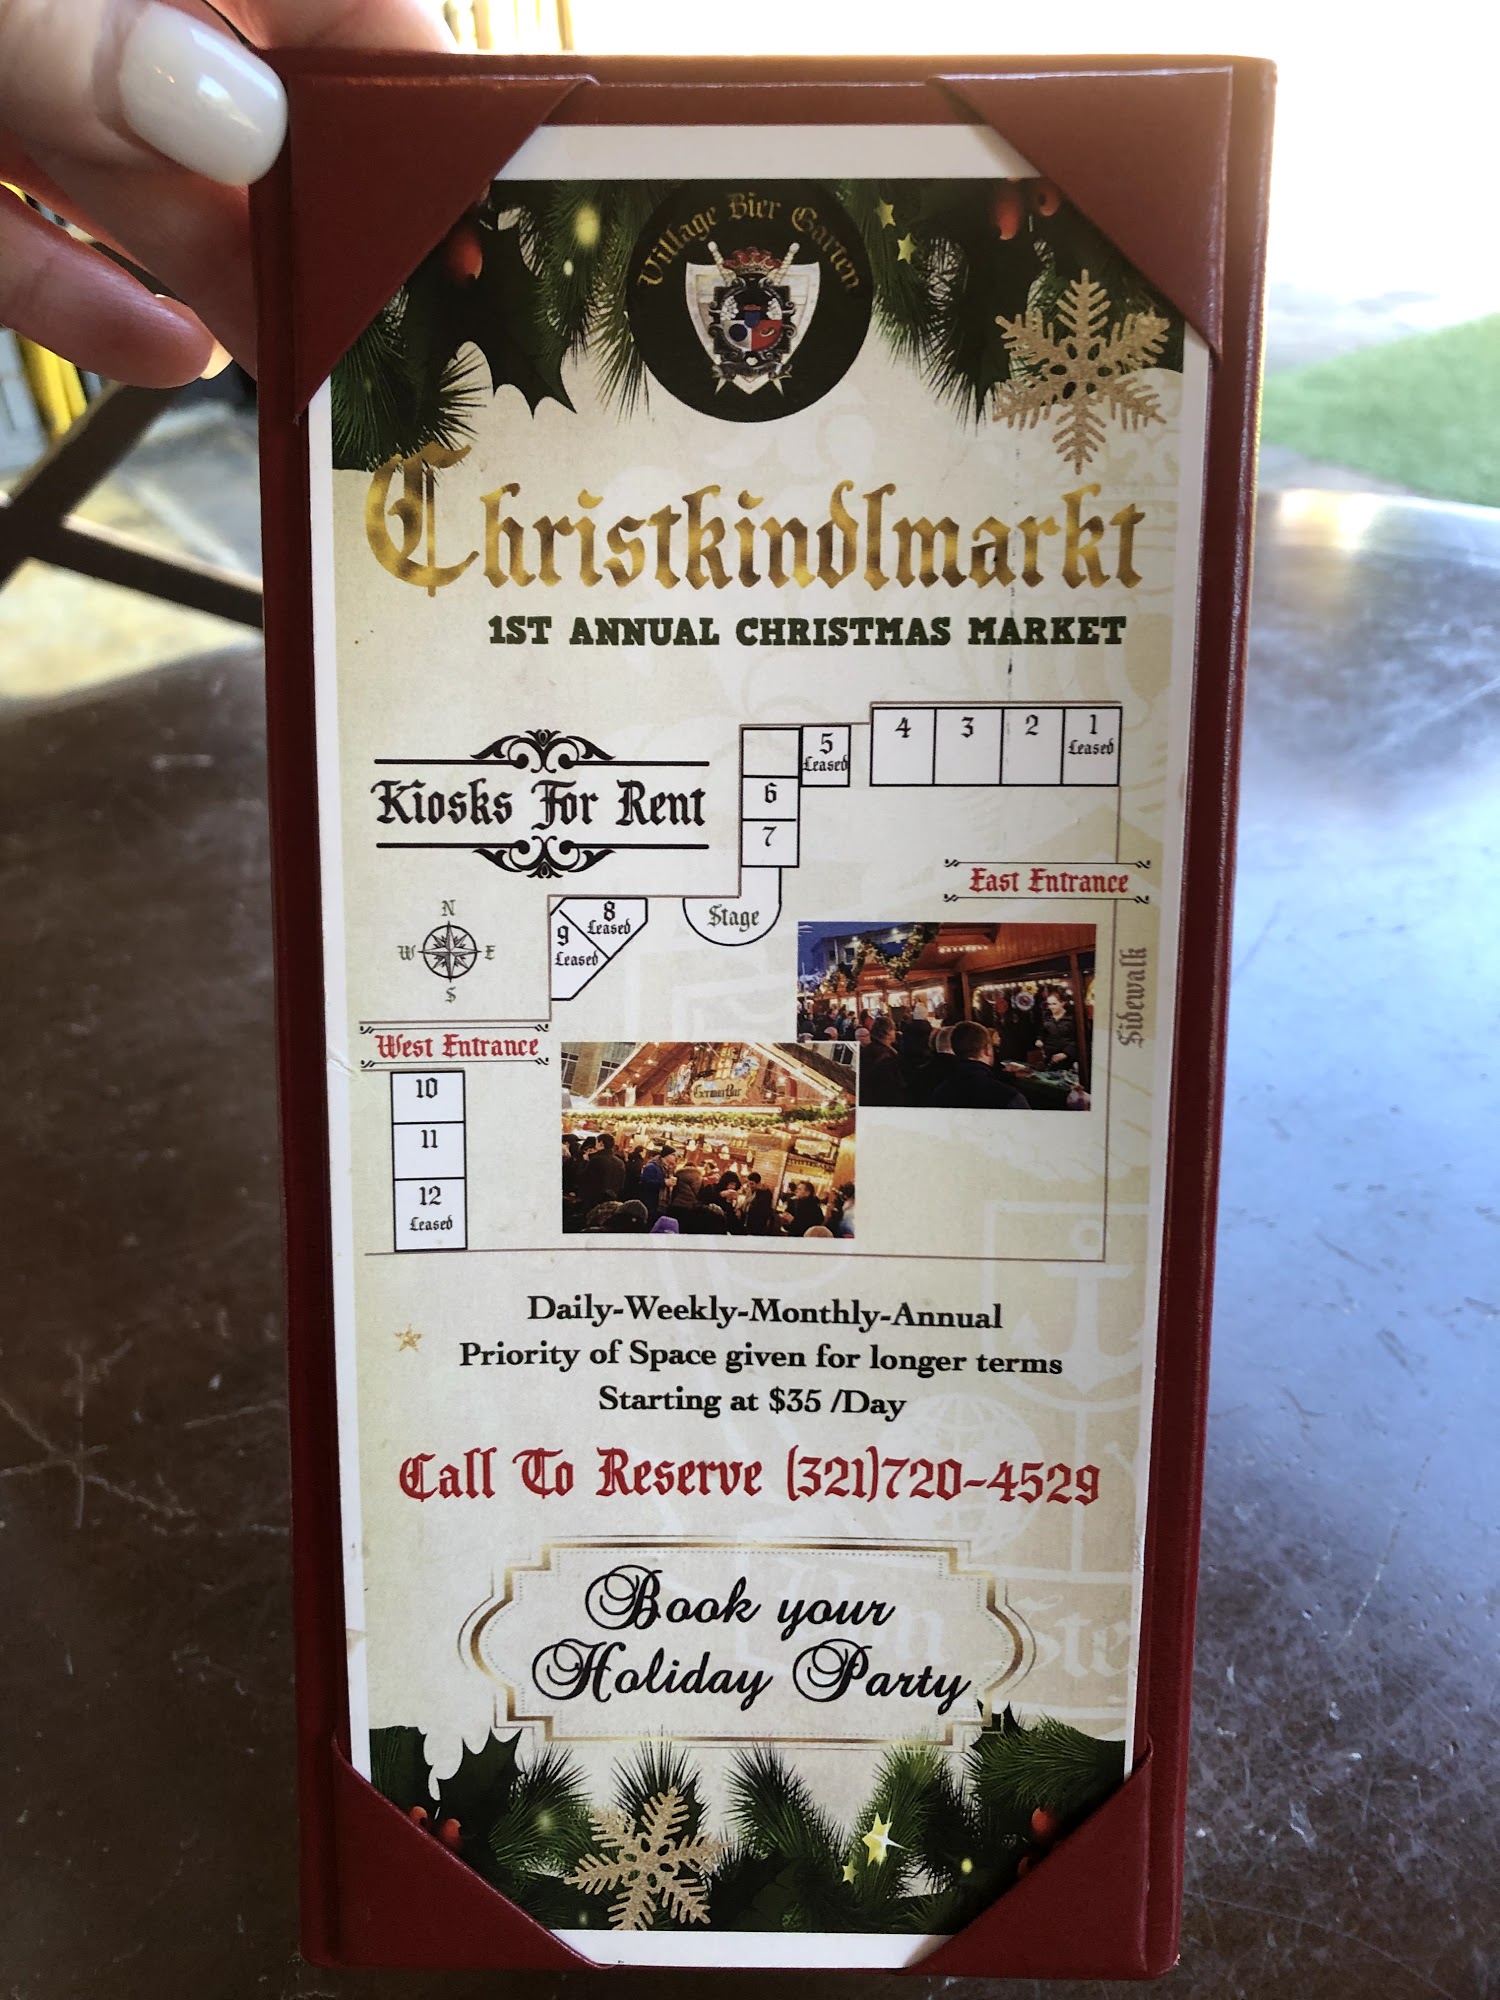 Village Bier Garten
Christkindlmarkt
1ST ANNUAL CHRISTMAS MARKET
Kiosks For Rent
4 3 2 1
Leased
5
Leased
6
7
East Entrance
Stage
8
Leased
9
Leased
N
W E
S
Sidewalk
West Entrance
German Bar
10
11
12
Leased
Daily-Weekly-Monthly-Annual
Priority of Space given for longer terms
Starting at $35 /Day
Call To Reserve (321)720-4529
Book your
Holiday Party